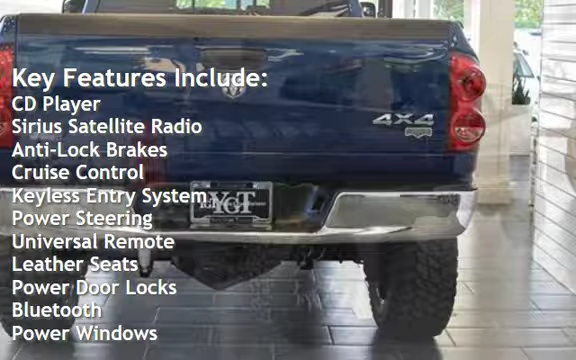 Key Features Include:
CD Player
Sirius Satellite Radio
Anti-Lock Brakes
Cruise Control
Keyless Entry System
Power Steering
Universal Remote
Leather Seats
Power Door Locks
Bluetooth
Power Windows
4x4
YGT